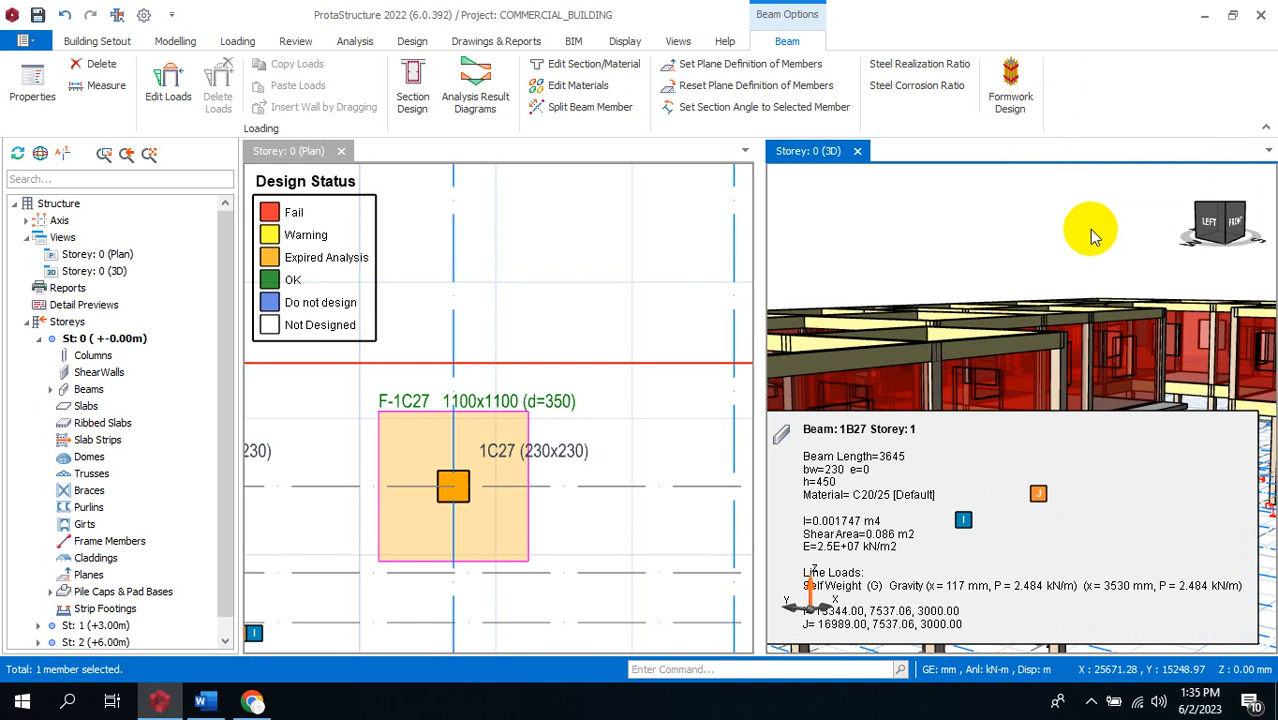 ProtaStructure 2022 (6.0.392) / Project: COMMERCIAL_BUILDING
Beam Options
Building Setout
Modelling
Loading
Review
Analysis
Design
Drawings & Reports
BIM
Display
Views
Help
Beam
Properties
Delete
Measure
Edit Loads
Delete Loads
Copy Loads
Paste Loads
Insert Wall by Dragging
Loading
Section Design
Analysis Result Diagrams
Edit Section/Material
Edit Materials
Split Beam Member
Set Plane Definition of Members
Reset Plane Definition of Members
Set Section Angle to Selected Member
Steel Realization Ratio
Steel Corrosion Ratio
Formwork Design
Search...
Structure
Axis
Views
Storey: 0 (Plan)
Storey: 0 (3D)
Reports
Detail Previews
Storeys
St: 0 ( +-0.00m)
Columns
ShearWalls
Beams
Slabs
Ribbed Slabs
Slab Strips
Domes
Trusses
Braces
Purlins
Girts
Frame Members
Claddings
Planes
Pile Caps & Pad Bases
Strip Footings
St: 1 (+3.00m)
St: 2 (+6.00m)
Storey: 0 (Plan)
Design Status
Fail
Warning
Expired Analysis
OK
Do not design
Not Designed
F-1C27 1100x1100 (d=350)
230)
1C27 (230x230)
I
Storey: 0 (3D)
LEFT
FRONT
Beam: 1B27 Storey: 1
Beam Length=3645
bw=230 e=0
h=450
Material= C20/25 [Default]
I=0.001747 m4
ShearArea=0.086 m2
E=2.5E+07 kN/m2
Line Loads:
Self Weight (G) Gravity (x = 117 mm, P = 2.484 kN/m) (x = 3530 mm, P = 2.484 kN/m)
7537.06, 3000.00
J= 16989.00, 7537.06, 3000.00
J
I
Z
Y
X
Total: 1 member selected.
Enter Command...
GE: mm , Anl: kN-m , Disp: m
X : 25671.28 , Y : 15248.97
Z : 0.00 mm
1:35 PM
6/2/2023
10